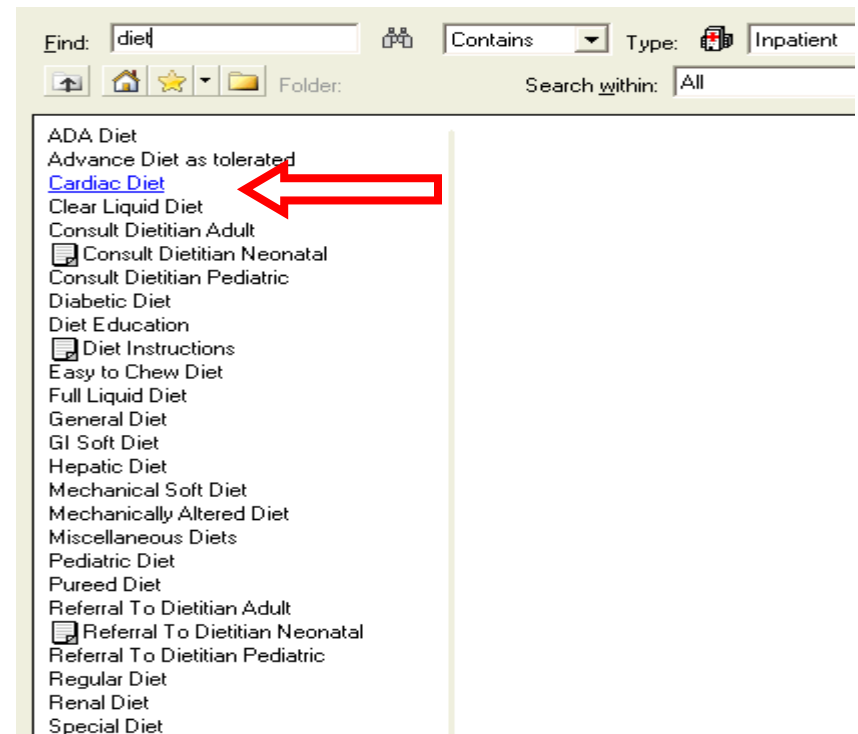 Find: diet Contains Type: Inpatient
Folder: Search within: All
ADA Diet
Advance Diet as tolerated
Cardiac Diet
Clear Liquid Diet
Consult Dietitian Adult
Consult Dietitian Neonatal
Consult Dietitian Pediatric
Diabetic Diet
Diet Education
Diet Instructions
Easy to Chew Diet
Full Liquid Diet
General Diet
GI Soft Diet
Hepatic Diet
Mechanical Soft Diet
Mechanically Altered Diet
Miscellaneous Diets
Pediatric Diet
Pureed Diet
Referral To Dietitian Adult
Referral To Dietitian Neonatal
Referral To Dietitian Pediatric
Regular Diet
Renal Diet
Special Diet